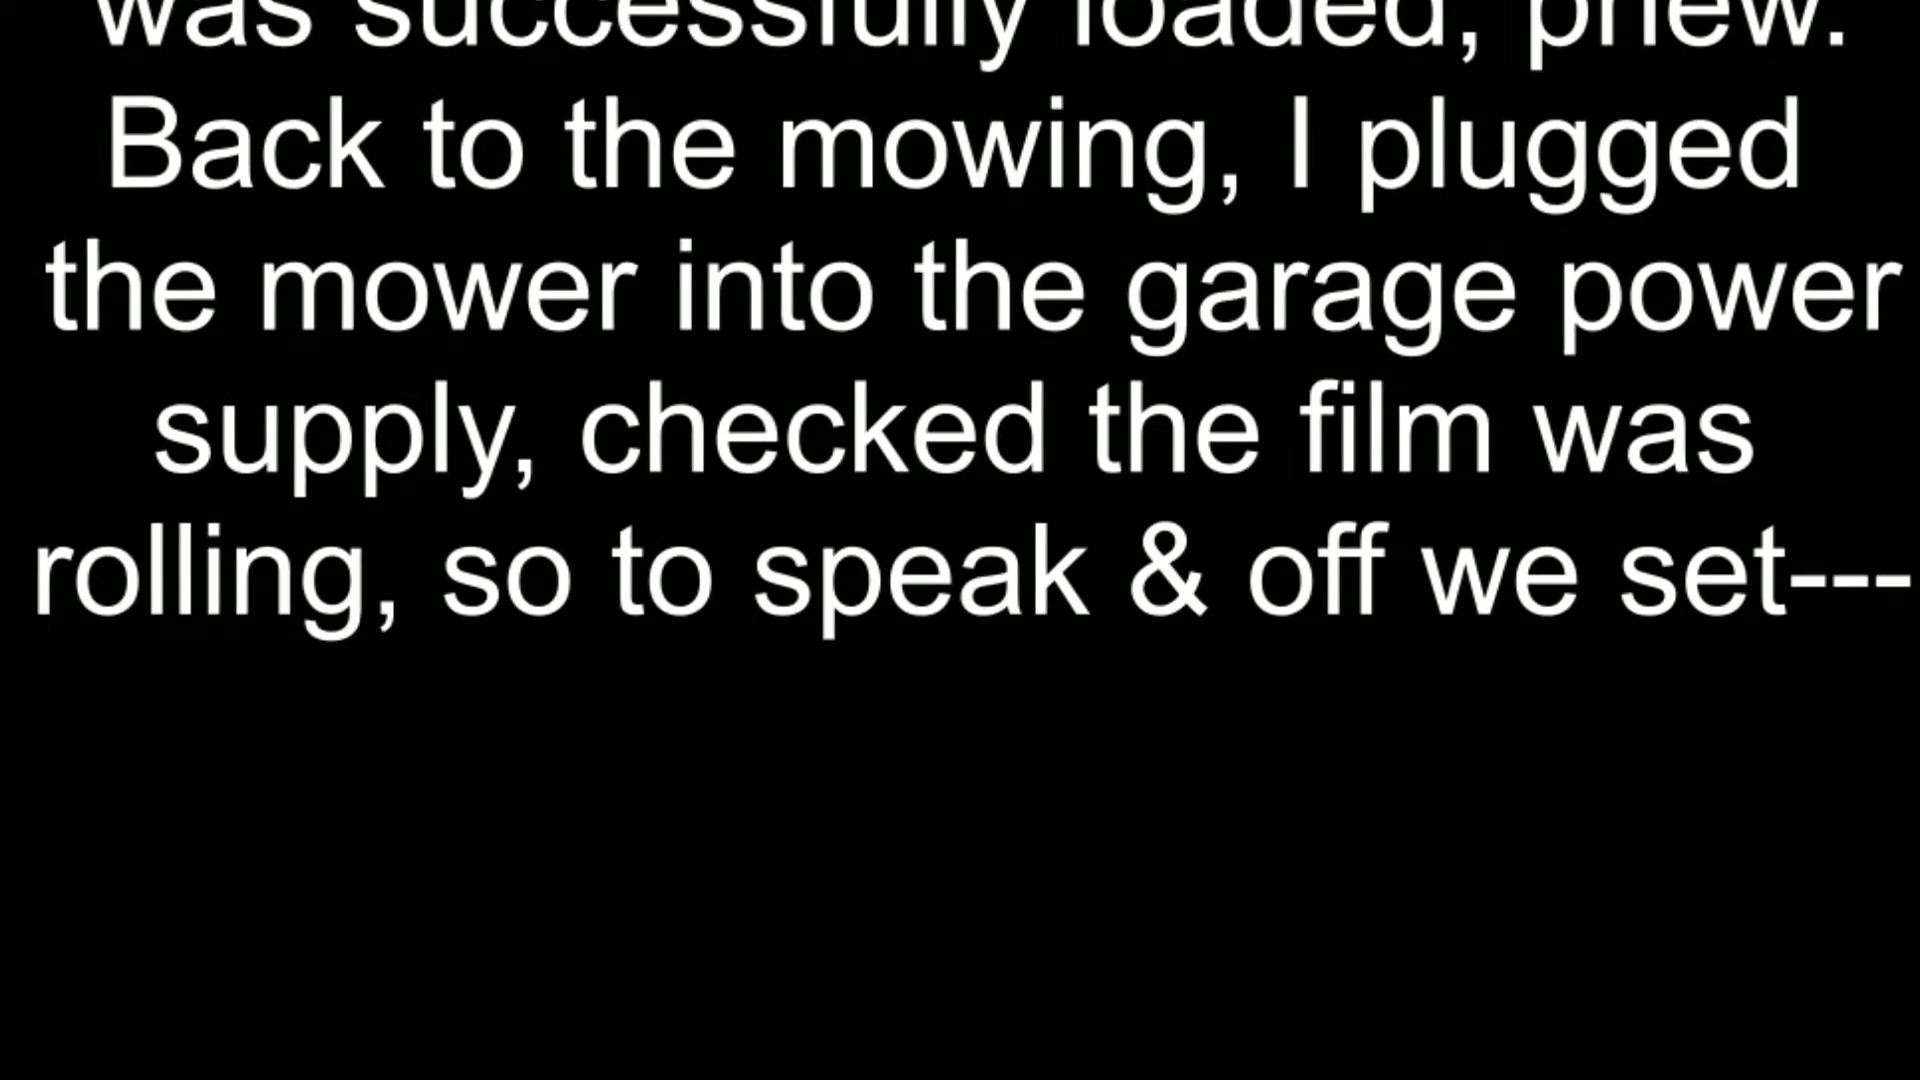 was successfully loaded, phew.
Back to the mowing, I plugged
the mower into the garage power
supply, checked the film was
rolling, so to speak & off we set---